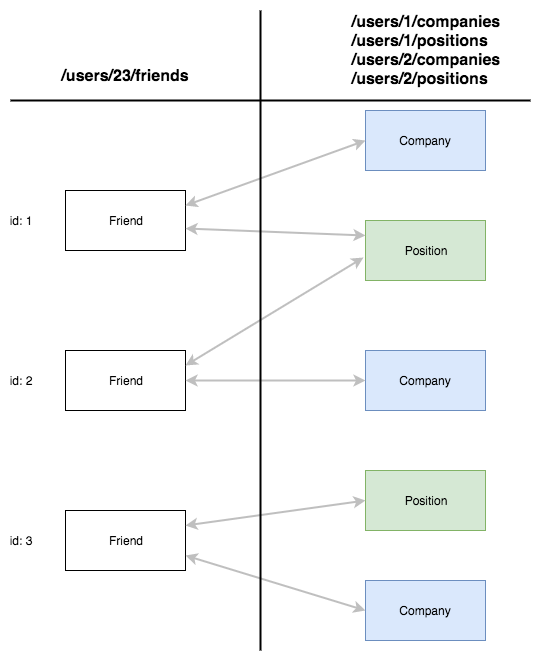 /users/23/friends
/users/1/companies
/users/1/positions
/users/2/companies
/users/2/positions
Company
id: 1
Friend
Position
id: 2
Friend
Company
Position
id: 3
Friend
Company